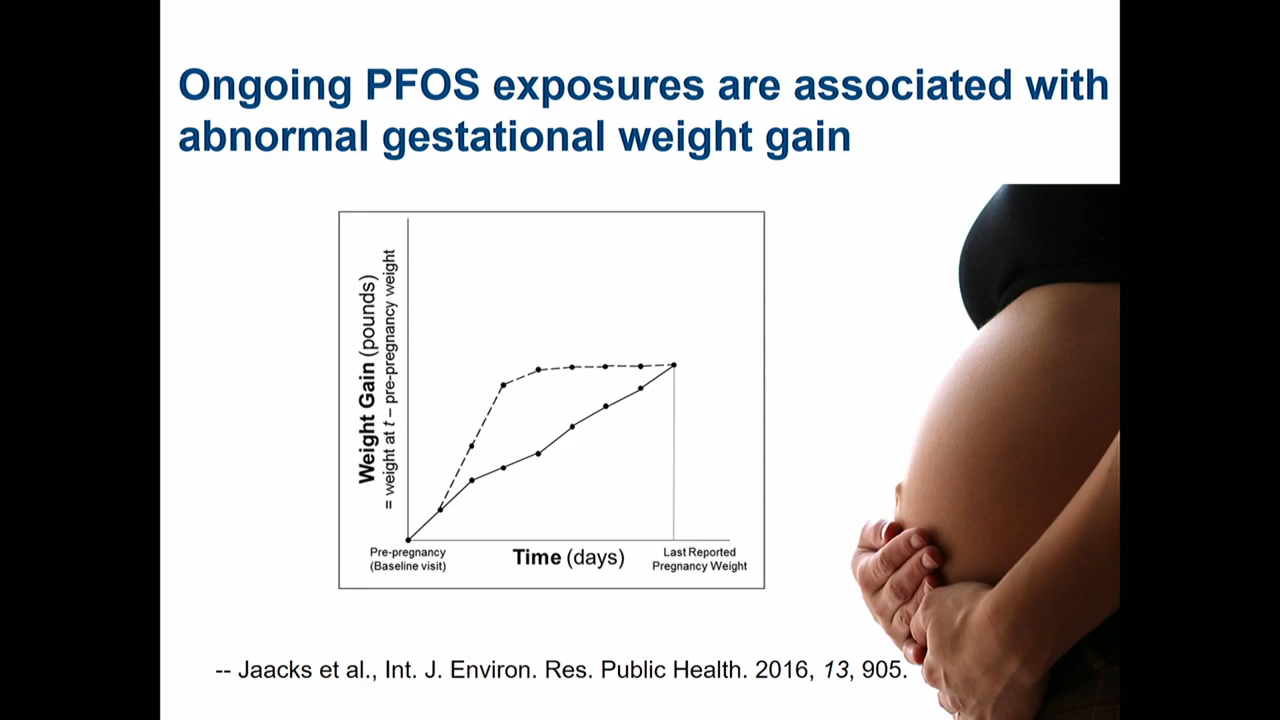 Ongoing PFOS exposures are associated with
abnormal gestational weight gain
Weight Gain (pounds)
= weight at t – pre-pregnancy weight
Pre-pregnancy
(Baseline visit)
Time (days)
Last Reported
Pregnancy Weight
-- Jaacks et al., Int. J. Environ. Res. Public Health. 2016, 13, 905.